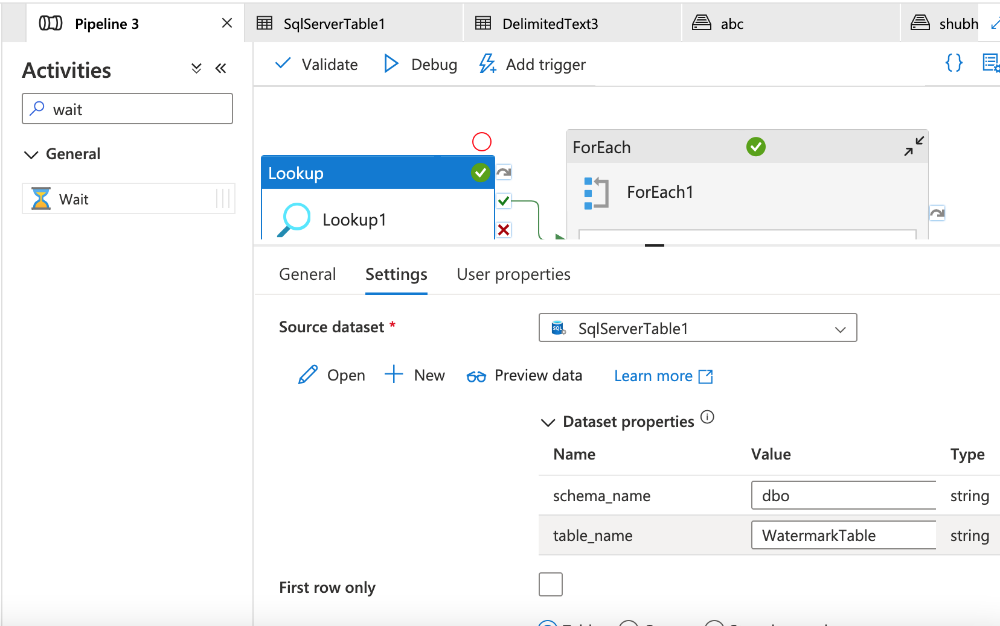 Pipeline 3
SqlServerTable1
DelimitedText3
abc
shubh
Activities
Validate
Debug
Add trigger
{}
wait
General
Wait
Lookup
Lookup1
ForEach
ForEach1
General
Settings
User properties
Source dataset *
SQL
SqlServerTable1
Open
New
Preview data
Learn more
Dataset properties
Name
Value
Type
schema_name
dbo
string
table_name
WatermarkTable
string
First row only